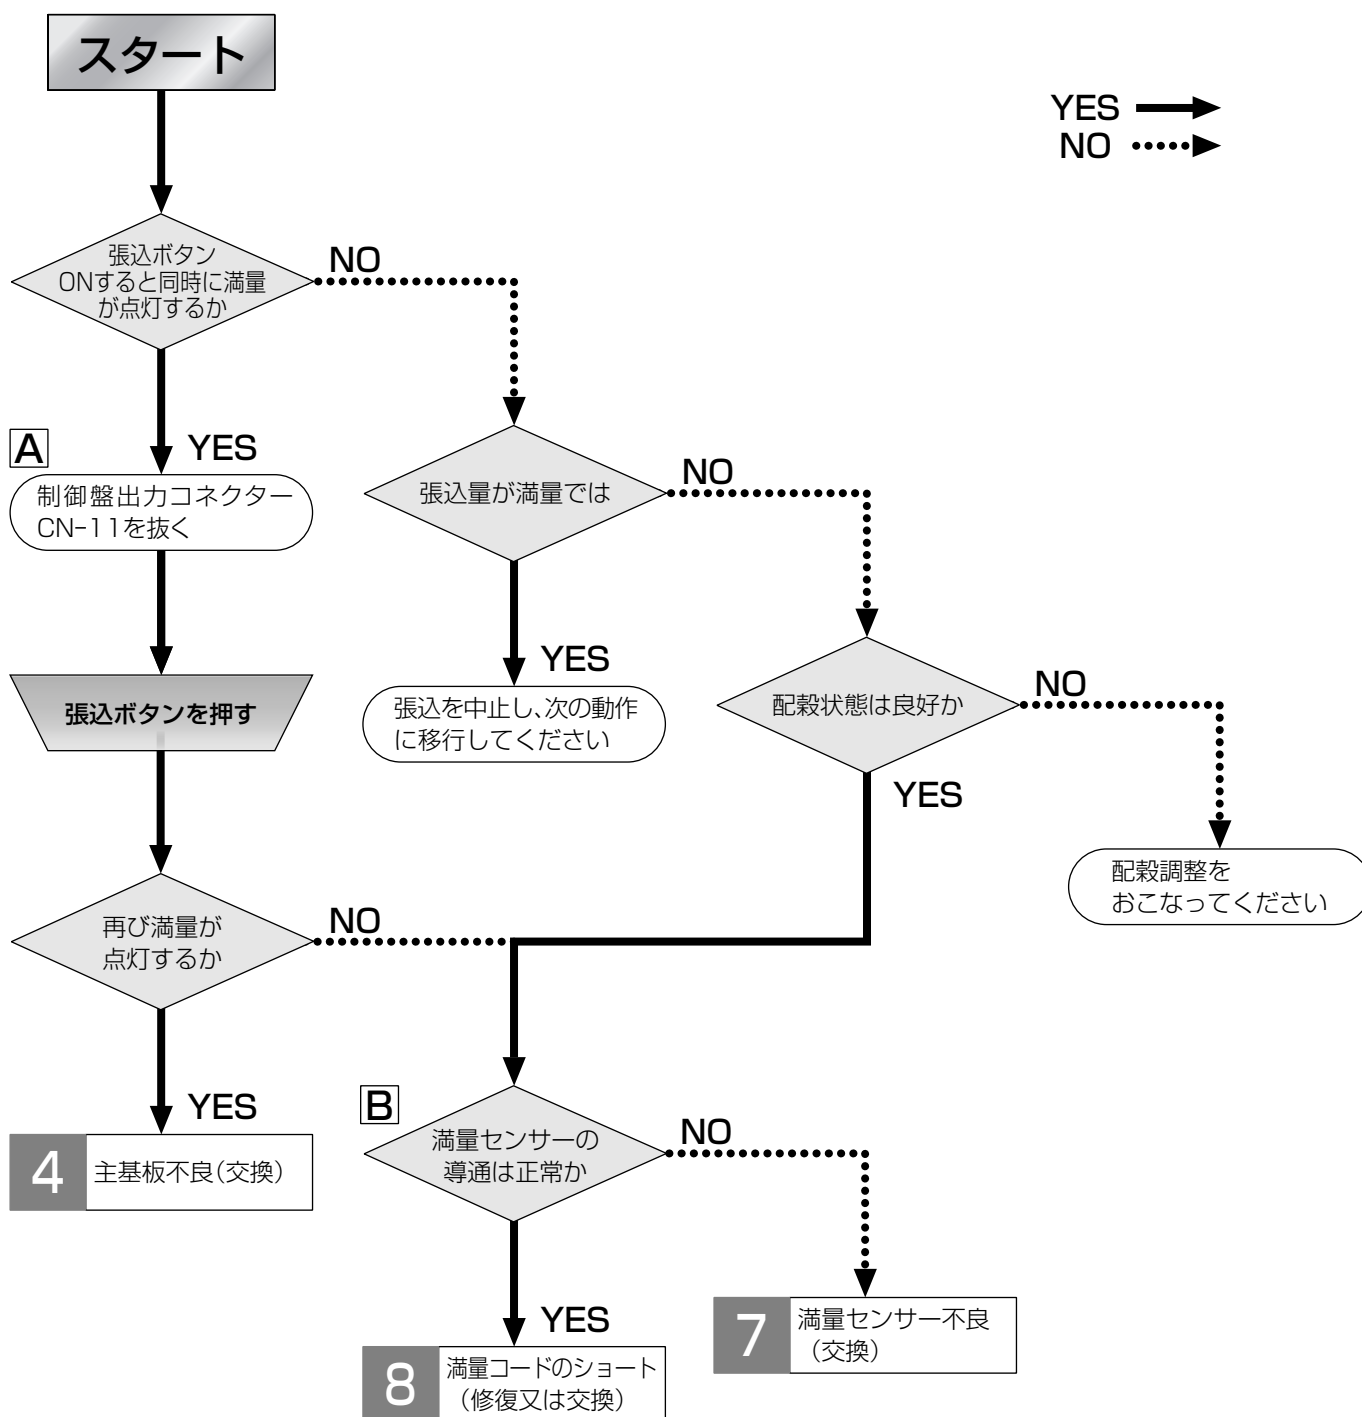 スタート
YES
NO
張込ボタン
ONすると同時に満量
が点灯するか
NO
YES
A
制御盤出力コネクター
CN-11を抜く
張込量が満量では
NO
YES
張込を中止し、次の動作
に移行してください
配穀状態は良好か
NO
YES
配穀調整を
おこなってください
張込ボタンを押す
再び満量が
点灯するか
NO
YES
4
主基板不良(交換)
B
満量センサーの
導通は正常か
NO
YES
7
満量センサー不良
(交換)
8
満量コードのショート
(修復又は交換)